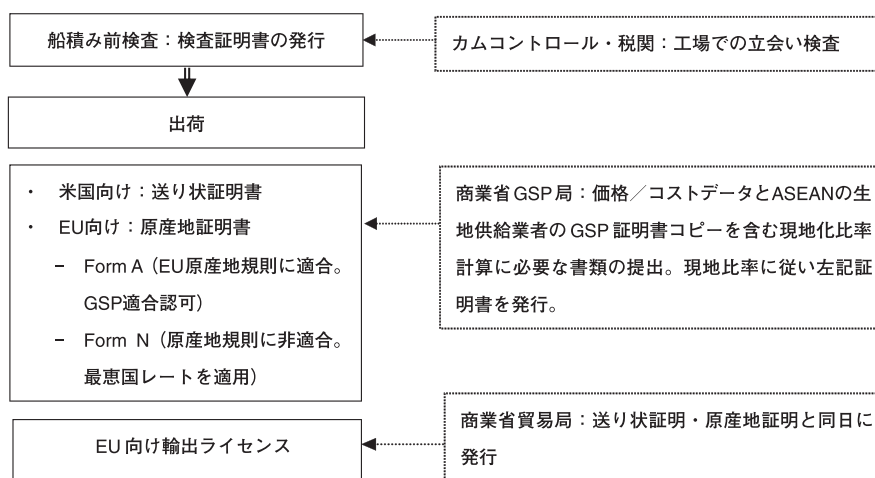 船積み前検査：検査証明書の発行
カムコントロール・税関：工場での立会い検査
出荷
・ 米国向け：送り状証明書
・ EU向け：原産地証明書
− Form A（EU原産地規則に適合。
GSP適合認可）
− Form N（原産地規則に非適合。
最恵国レートを適用）
商業省GSP局：価格／コストデータとASEANの生
地供給業者のGSP証明書コピーを含む現地化比率
計算に必要な書類の提出。現地比率に従い左記証
明書を発行。
EU向け輸出ライセンス
商業省貿易局：送り状証明・原産地証明と同日に
発行